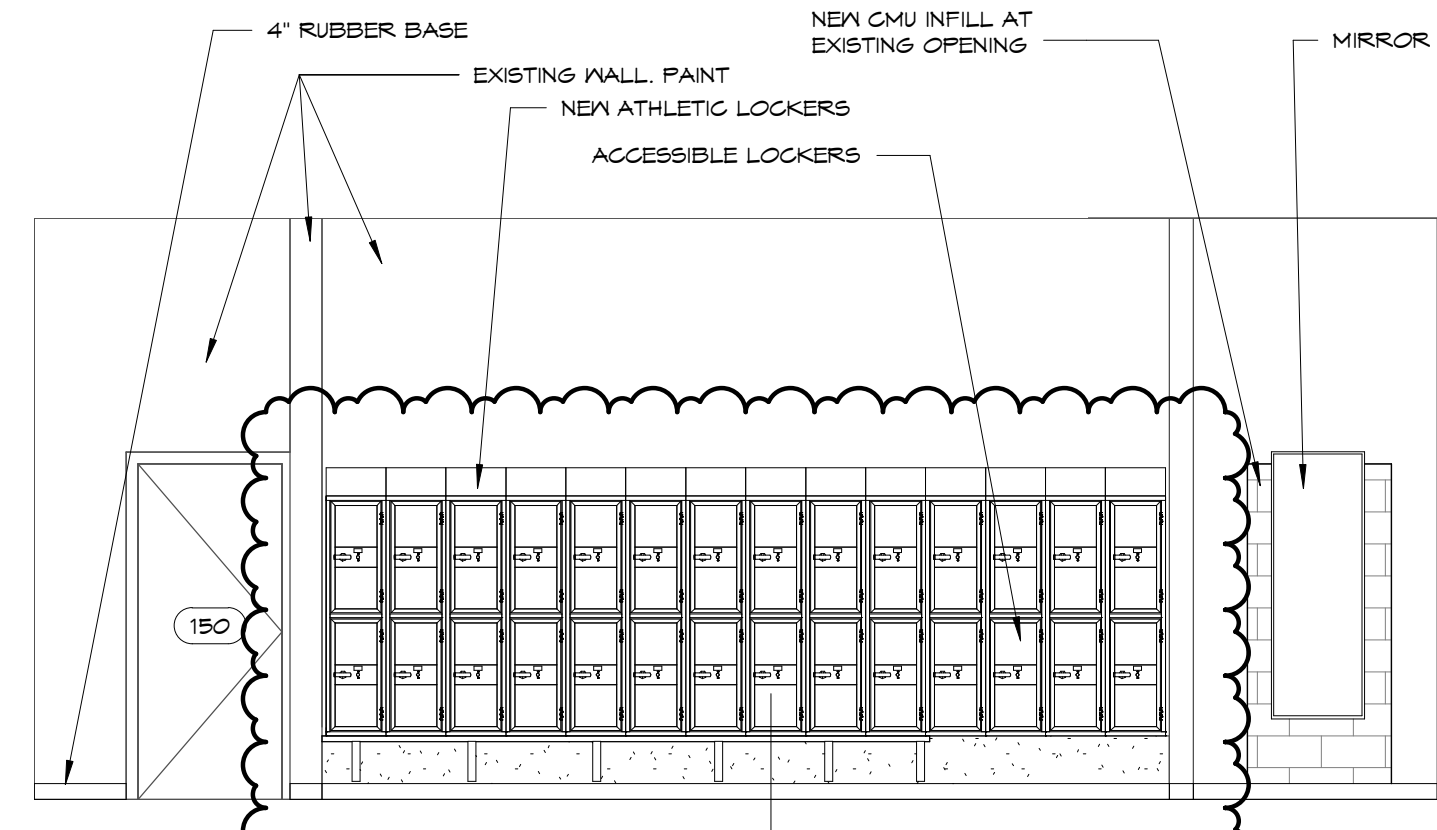 NEW CMU INFILL AT
EXISTING OPENING
4" RUBBER BASE
MIRROR
EXISTING WALL. PAINT
NEW ATHLETIC LOCKERS
ACCESSIBLE LOCKERS
150